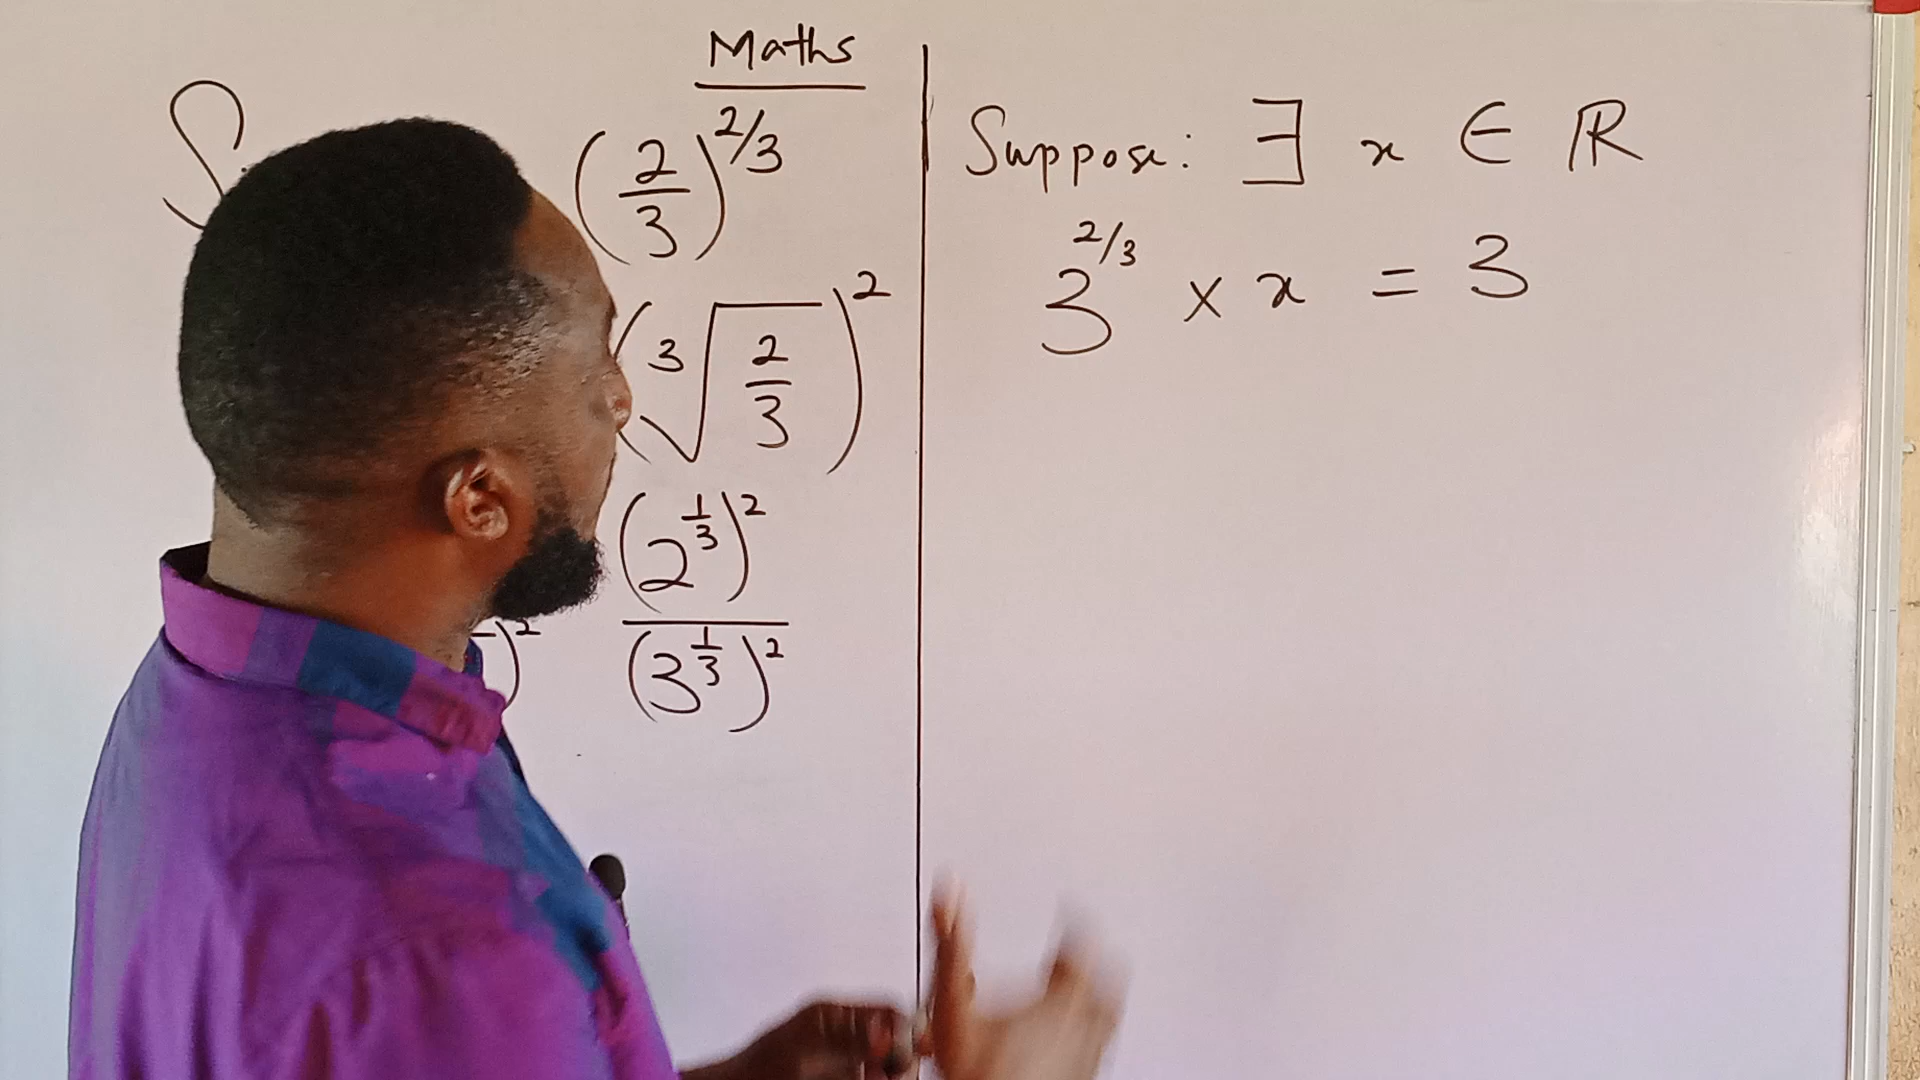 Maths
(2/3)^2/3
(∛(2/3))^2
(2^1/3)^2
/
(3^1/3)^2
)^2
Suppose: ∃ x ∈ ℝ
3^2/3 × x = 3